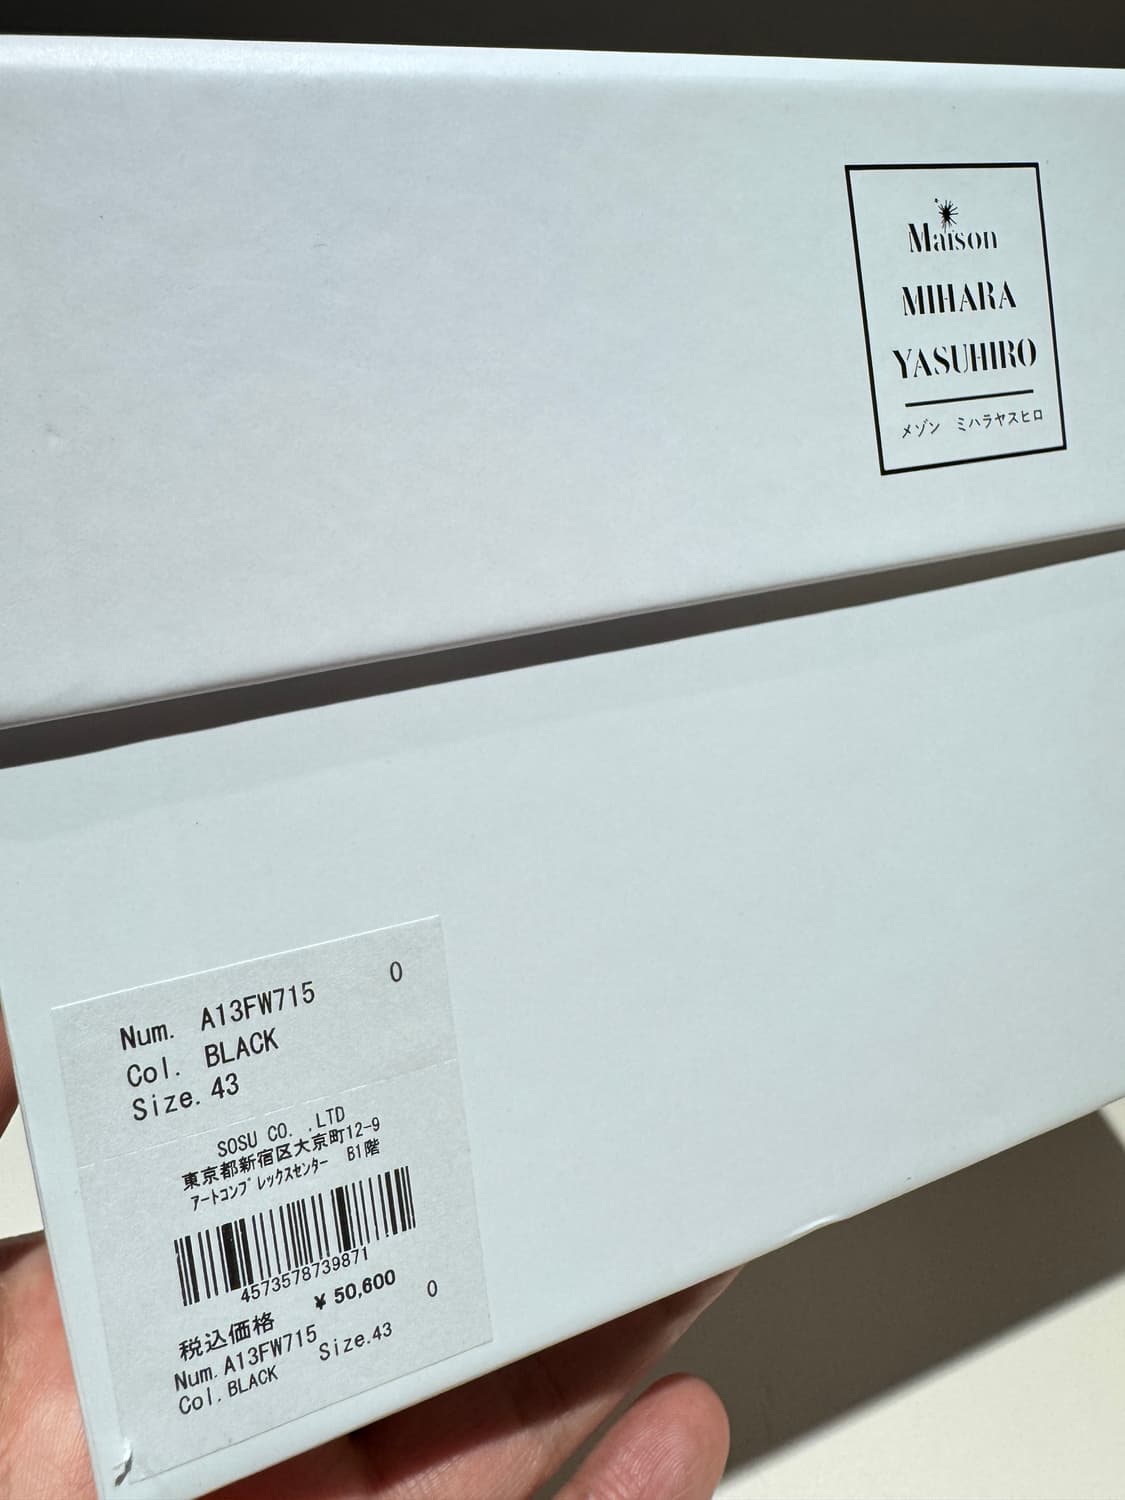 Maison
MIHARA
YASUHIRO
メゾン ミハラヤスヒロ
Num. A13FW715 0
Col. BLACK
Size. 43
SOSU CO. ,LTD
東京都新宿区大京町12-9
アートコンプレックスセンター B1階
4573578739871
¥ 50,600
税込価格 0
Num. A13FW715 Size.43
Col. BLACK